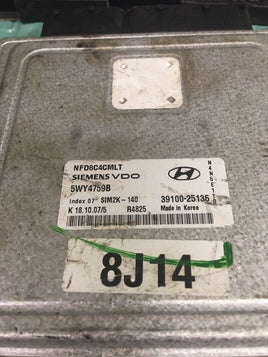 NFD8C4CMLT
SIEMENS VDO
5WY4759B
Index 07 SIM2K-140
39100-25136
K 18.10.07/5 R4825 Made in Korea
8J14